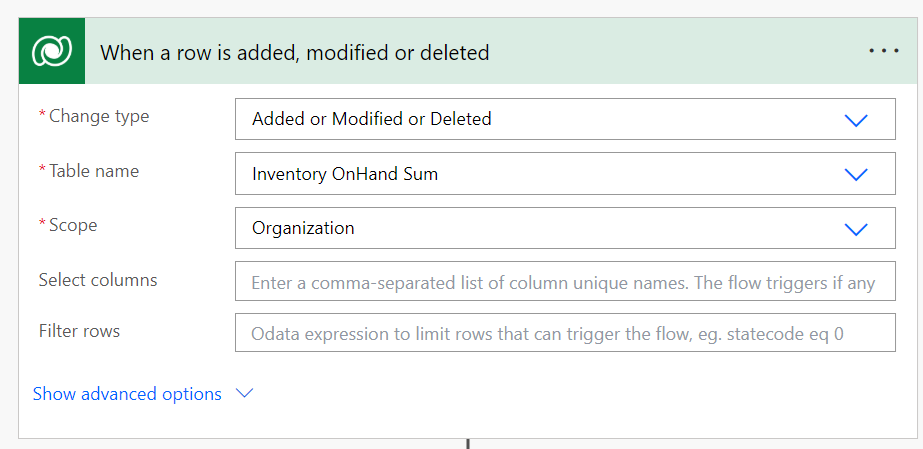 When a row is added, modified or deleted
* Change type
Added or Modified or Deleted
* Table name
Inventory OnHand Sum
* Scope
Organization
Select columns
Enter a comma-separated list of column unique names. The flow triggers if any
Filter rows
Odata expression to limit rows that can trigger the flow, eg. statecode eq 0
Show advanced options